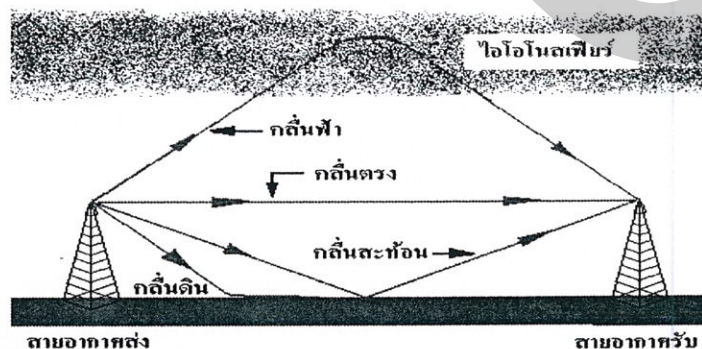 ไอโอโนสเฟียร์
กลื่นฟ้า
กลื่นตรง
กลื่นสะท้อน
กลื่นดิน
สายอากาศส่ง
สายอากาศรับ